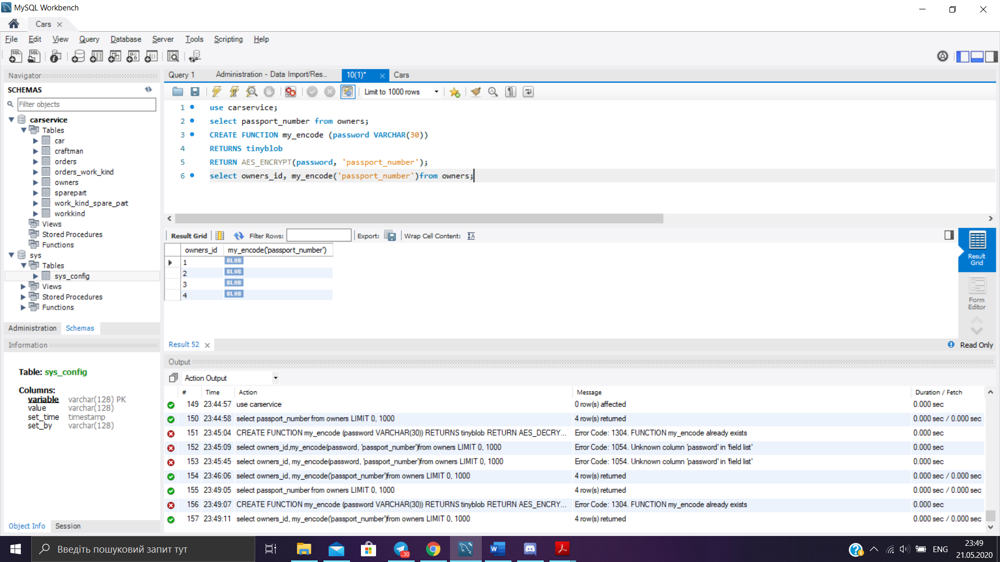 MySQL Workbench
Cars
File Edit View Query Database Server Tools Scripting Help
Navigator
SCHEMAS
Filter objects
carservice
Tables
car
craftman
orders
orders_work_kind
owners
sparepart
work_kind_spare_part
workkind
Views
Stored Procedures
Functions
sys
Tables
sys_config
Views
Stored Procedures
Functions
Administration Schemas
Information
Table: sys_config
Columns:
variable varchar(128) PK
value varchar(128)
set_time timestamp
set_by varchar(128)
Object Info Session
Query 1 Administration - Data Import/Res... 10(1)* Cars
Limit to 1000 rows
1 use carservice;
2 select passport_number from owners;
3 CREATE FUNCTION my_encode (password VARCHAR(30))
4 RETURNS tinyblob
5 RETURN AES_ENCRYPT(password, 'passport_number');
6 select owners_id, my_encode('passport_number')from owners;
Result Grid Filter Rows: Export: Wrap Cell Content:
owners_id my_encode('passport_number')
1 BLOB
2 BLOB
3 BLOB
4 BLOB
Result Grid
Form Editor
Result 52 Read Only
Output
Action Output
# Time Action Message Duration / Fetch
149 23:44:57 use carservice 0 row(s) affected 0.000 sec
150 23:44:58 select passport_number from owners LIMIT 0, 1000 4 row(s) returned 0.000 sec / 0.000 sec
151 23:45:04 CREATE FUNCTION my_encode (password VARCHAR(30)) RETURNS tinyblob RETURN AES_DECRY... Error Code: 1304. FUNCTION my_encode already exists 0.000 sec
152 23:45:09 select owners_id,my_encode(password, 'passport_number')from owners LIMIT 0, 1000 Error Code: 1054. Unknown column 'password' in 'field list' 0.000 sec
153 23:45:45 select owners_id, my_encode(password, 'passport_number')from owners LIMIT 0, 1000 Error Code: 1054. Unknown column 'password' in 'field list' 0.000 sec
154 23:46:06 select owners_id, my_encode('passport_number')from owners LIMIT 0, 1000 4 row(s) returned 0.000 sec / 0.000 sec
155 23:49:05 select passport_number from owners LIMIT 0, 1000 4 row(s) returned 0.000 sec / 0.000 sec
156 23:49:07 CREATE FUNCTION my_encode (password VARCHAR(30)) RETURNS tinyblob RETURN AES_ENCRY... Error Code: 1304. FUNCTION my_encode already exists 0.000 sec
157 23:49:11 select owners_id, my_encode('passport_number')from owners LIMIT 0, 1000 4 row(s) returned 0.000 sec / 0.000 sec
Введіть пошуковий запит тут
.30
ENG
23:49
21.05.2020